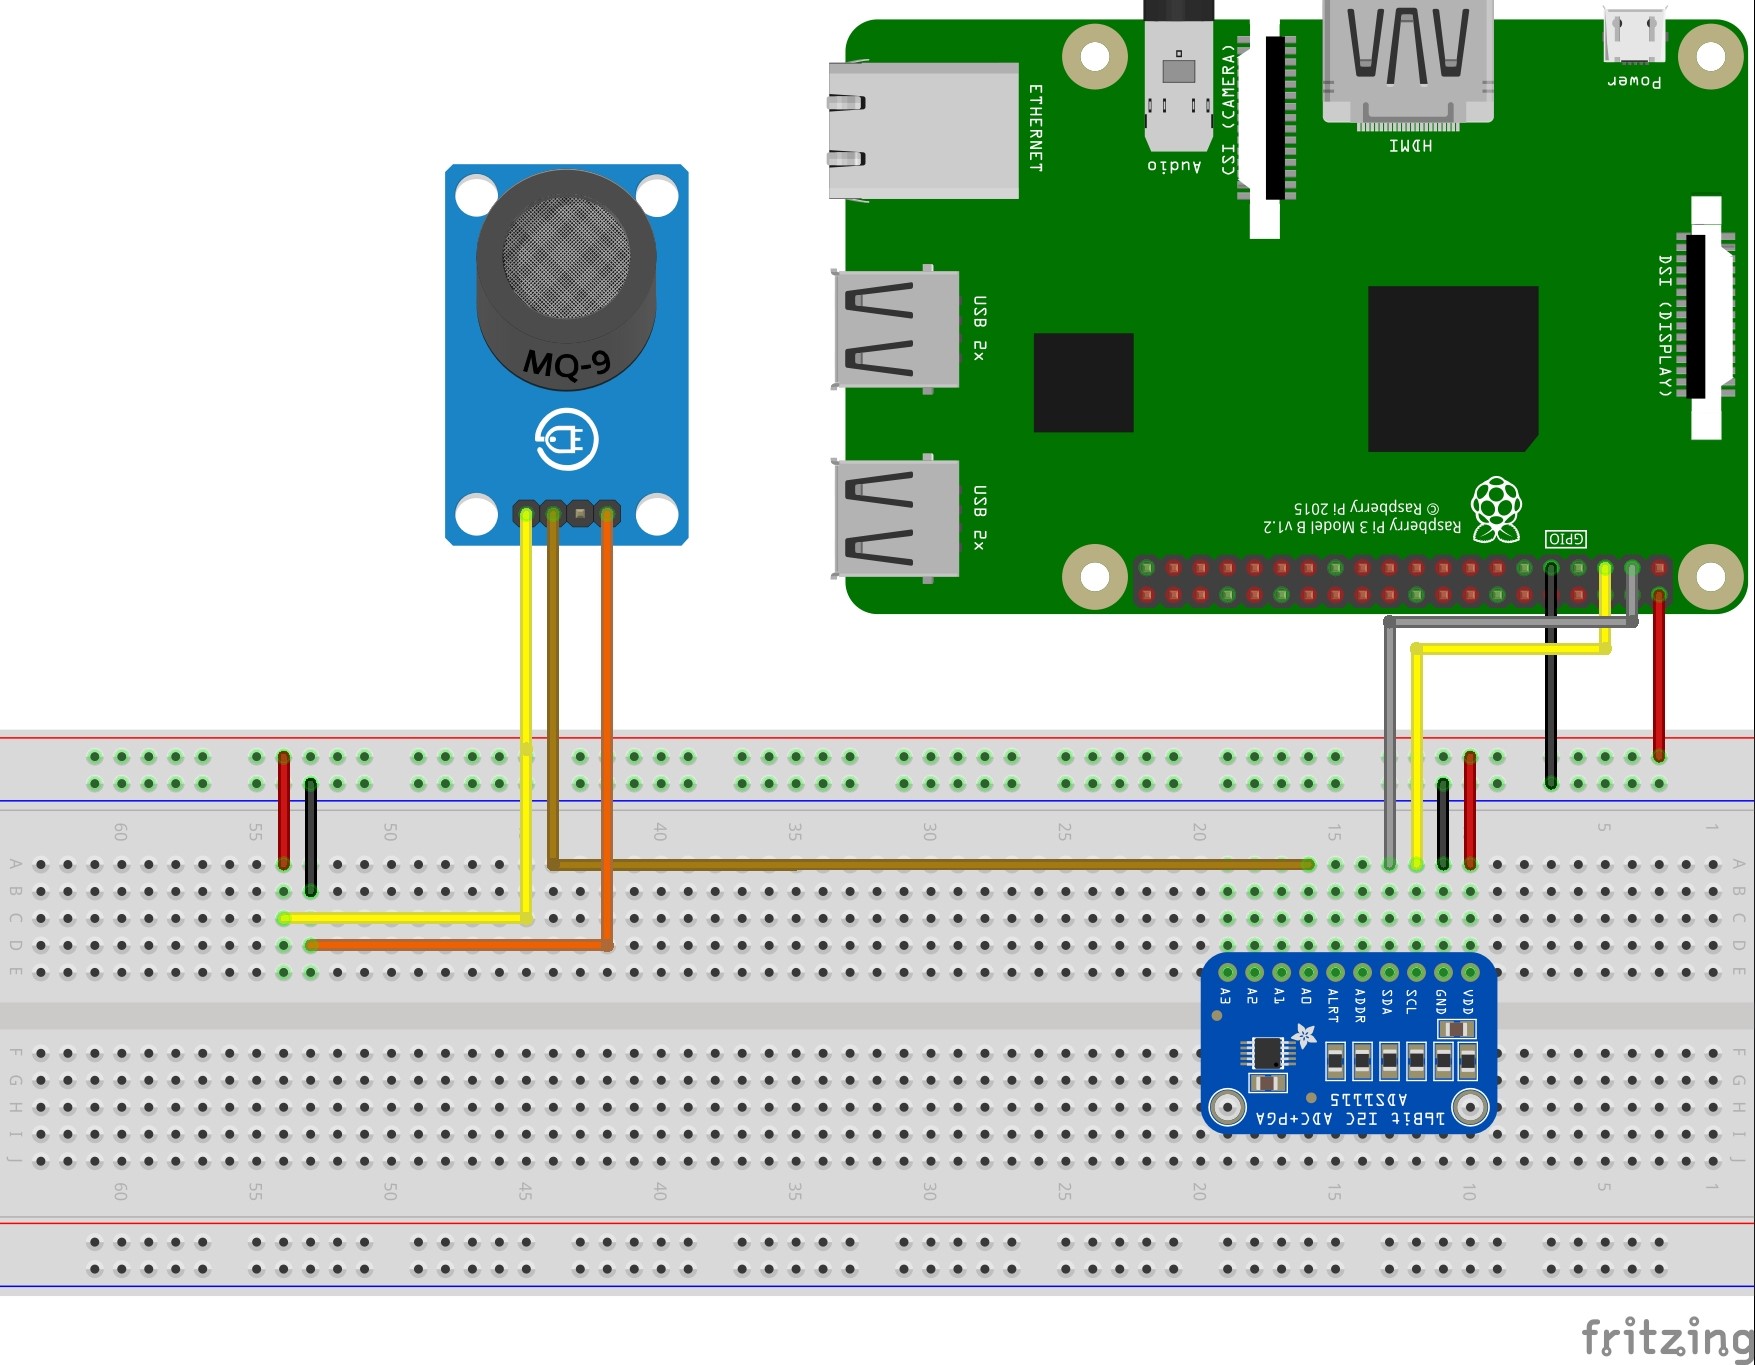 Power
HDMI
Audio
CSI (CAMERA)
ETHERNET
DSI (DISPLAY)
USB 2x
USB 2x
MQ-9
Raspberry Pi 3 Model B v1.2
© Raspberry Pi 2015
GPIO
60 55 50 45 40 35 30 25 20 15 5 1
A A
B B
C C
D D
E E
A3 A2 A1 A0 ALRT ADDR SDA SCL GND VDD
ADS1115
16Bit I2C ADC+PGA
F F
G G
H H
I I
J J
60 55 50 45 40 35 30 25 20 15 10 5 1
fritzing